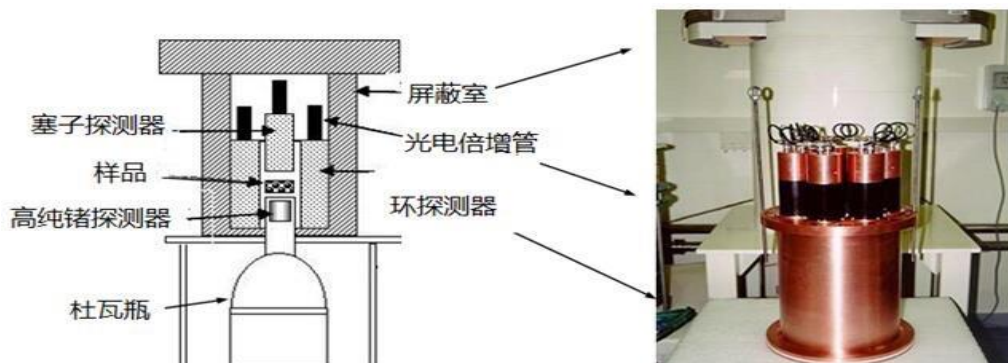 屏蔽室
塞子探测器
光电倍增管
样品
高纯锗探测器
环探测器
杜瓦瓶